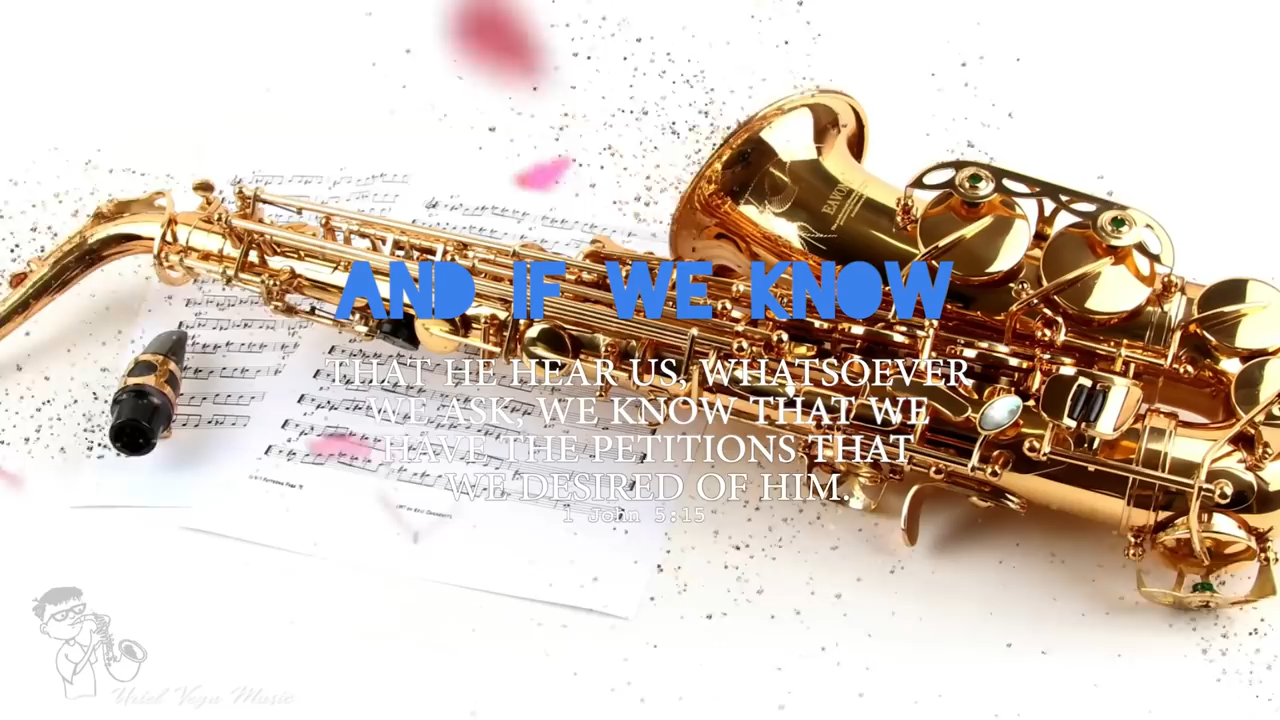 AND IF WE KNOW
THAT HE HEAR US, WHATSOEVER
WE ASK, WE KNOW THAT WE
HAVE THE PETITIONS THAT
WE DESIRED OF HIM.
1 John 5:15
Uriel Vega Music